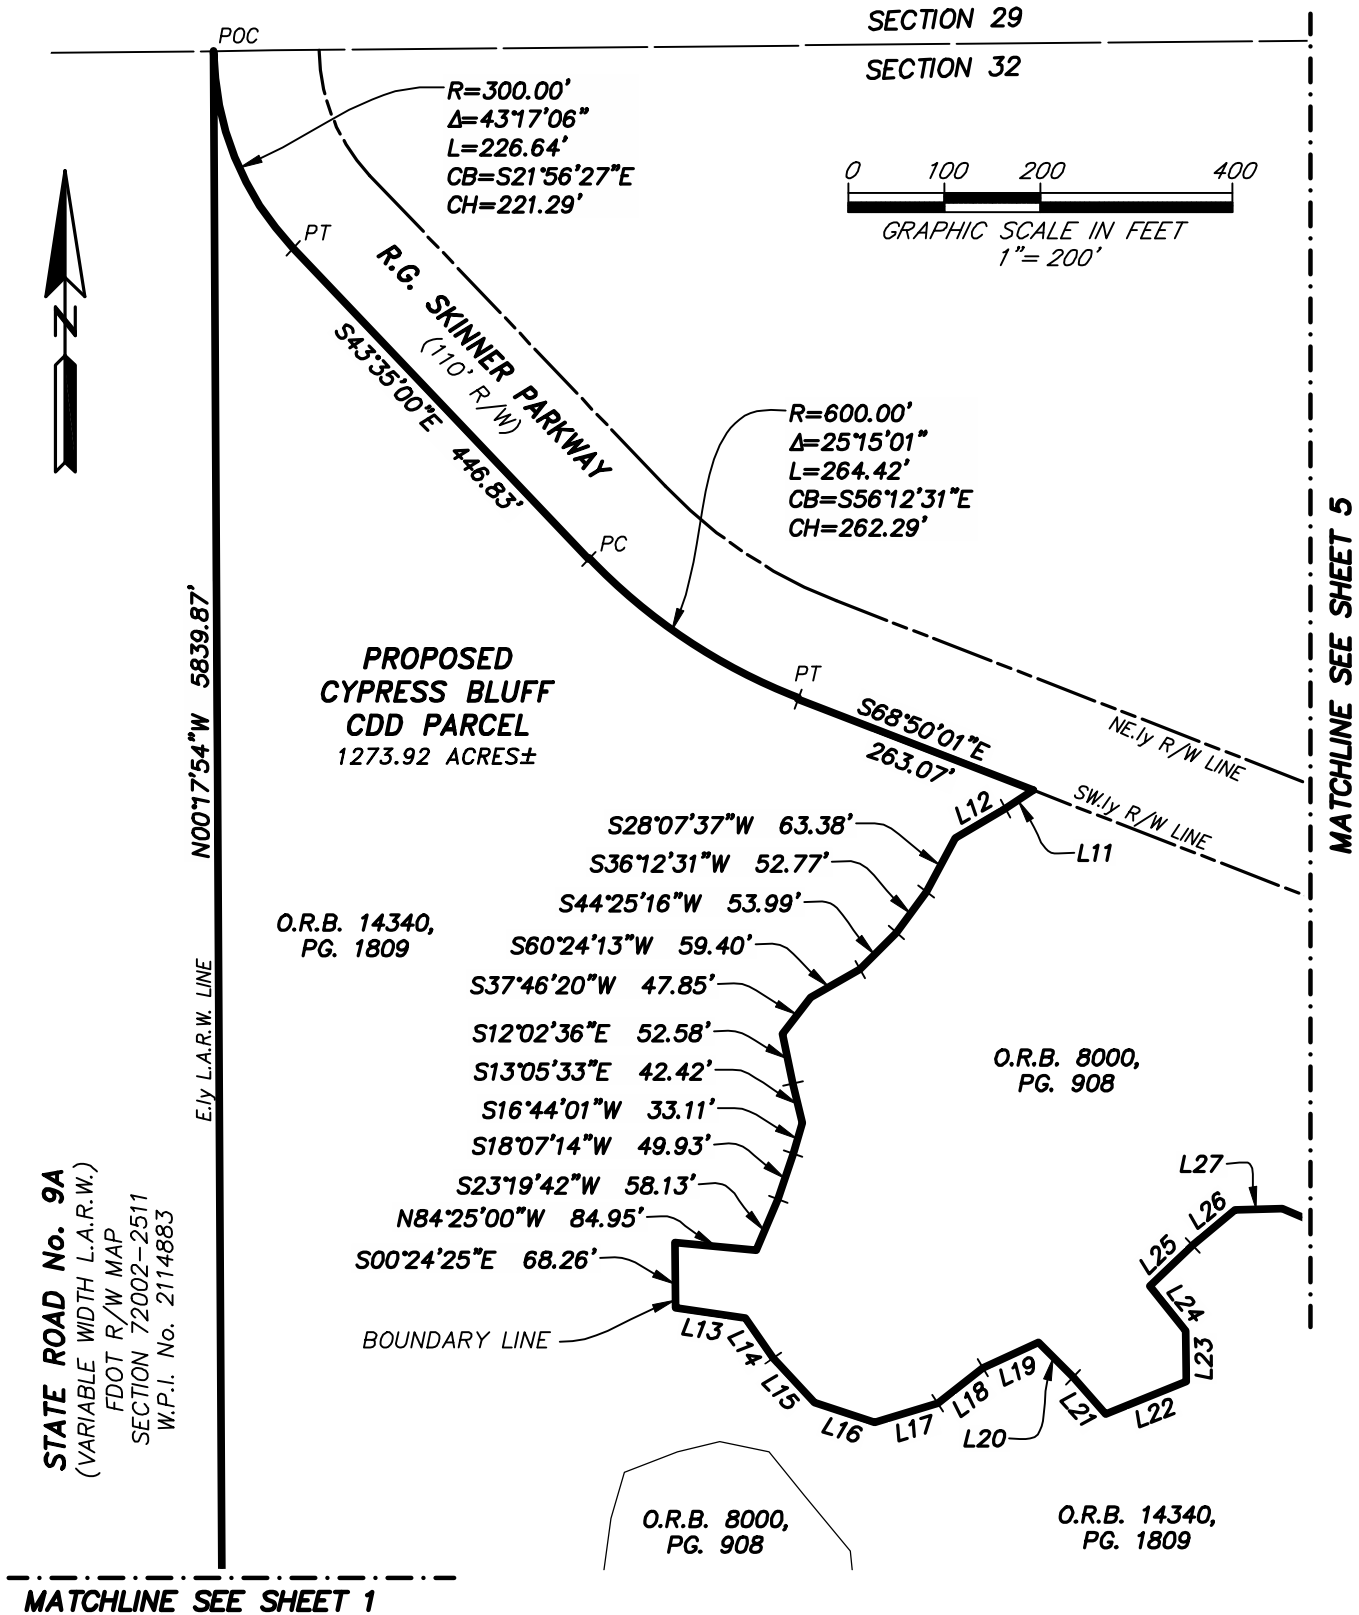 POC
SECTION 29
SECTION 32
R=300.00'
Δ=43°17'06"
L=226.64'
CB=S21°56'27"E
CH=221.29'
0 100 200 400
GRAPHIC SCALE IN FEET
1"= 200'
PT
N
R.G. SKINNER PARKWAY
(110' R/W)
S43°35'00"E 446.83'
R=600.00'
Δ=25°15'01"
L=264.42'
CB=S56°12'31"E
CH=262.29'
PC
MATCHLINE SEE SHEET 5
N00°17'54"W 5839.87'
PROPOSED
CYPRESS BLUFF
CDD PARCEL
1273.92 ACRES±
PT
S68°50'01"E
263.07'
NE.ly R/W LINE
SW.ly R/W LINE
L12
L11
S28°07'37"W 63.38'
S36°12'31"W 52.77'
S44°25'16"W 53.99'
S60°24'13"W 59.40'
S37°46'20"W 47.85'
S12°02'36"E 52.58'
S13°05'33"E 42.42'
S16°44'01"W 33.11'
S18°07'14"W 49.93'
S23°19'42"W 58.13'
N84°25'00"W 84.95'
S00°24'25"E 68.26'
BOUNDARY LINE
O.R.B. 14340,
PG. 1809
E.ly L.A.R.W. LINE
O.R.B. 8000,
PG. 908
STATE ROAD No. 9A
(VARIABLE WIDTH L.A.R.W.)
FDOT R/W MAP
SECTION 72002-2511
W.P.I. No. 2114883
L13
L14
L15
L16
L17
L18
L19
L20
L21
L22
L23
L24
L25
L26
L27
O.R.B. 8000,
PG. 908
O.R.B. 14340,
PG. 1809
MATCHLINE SEE SHEET 1